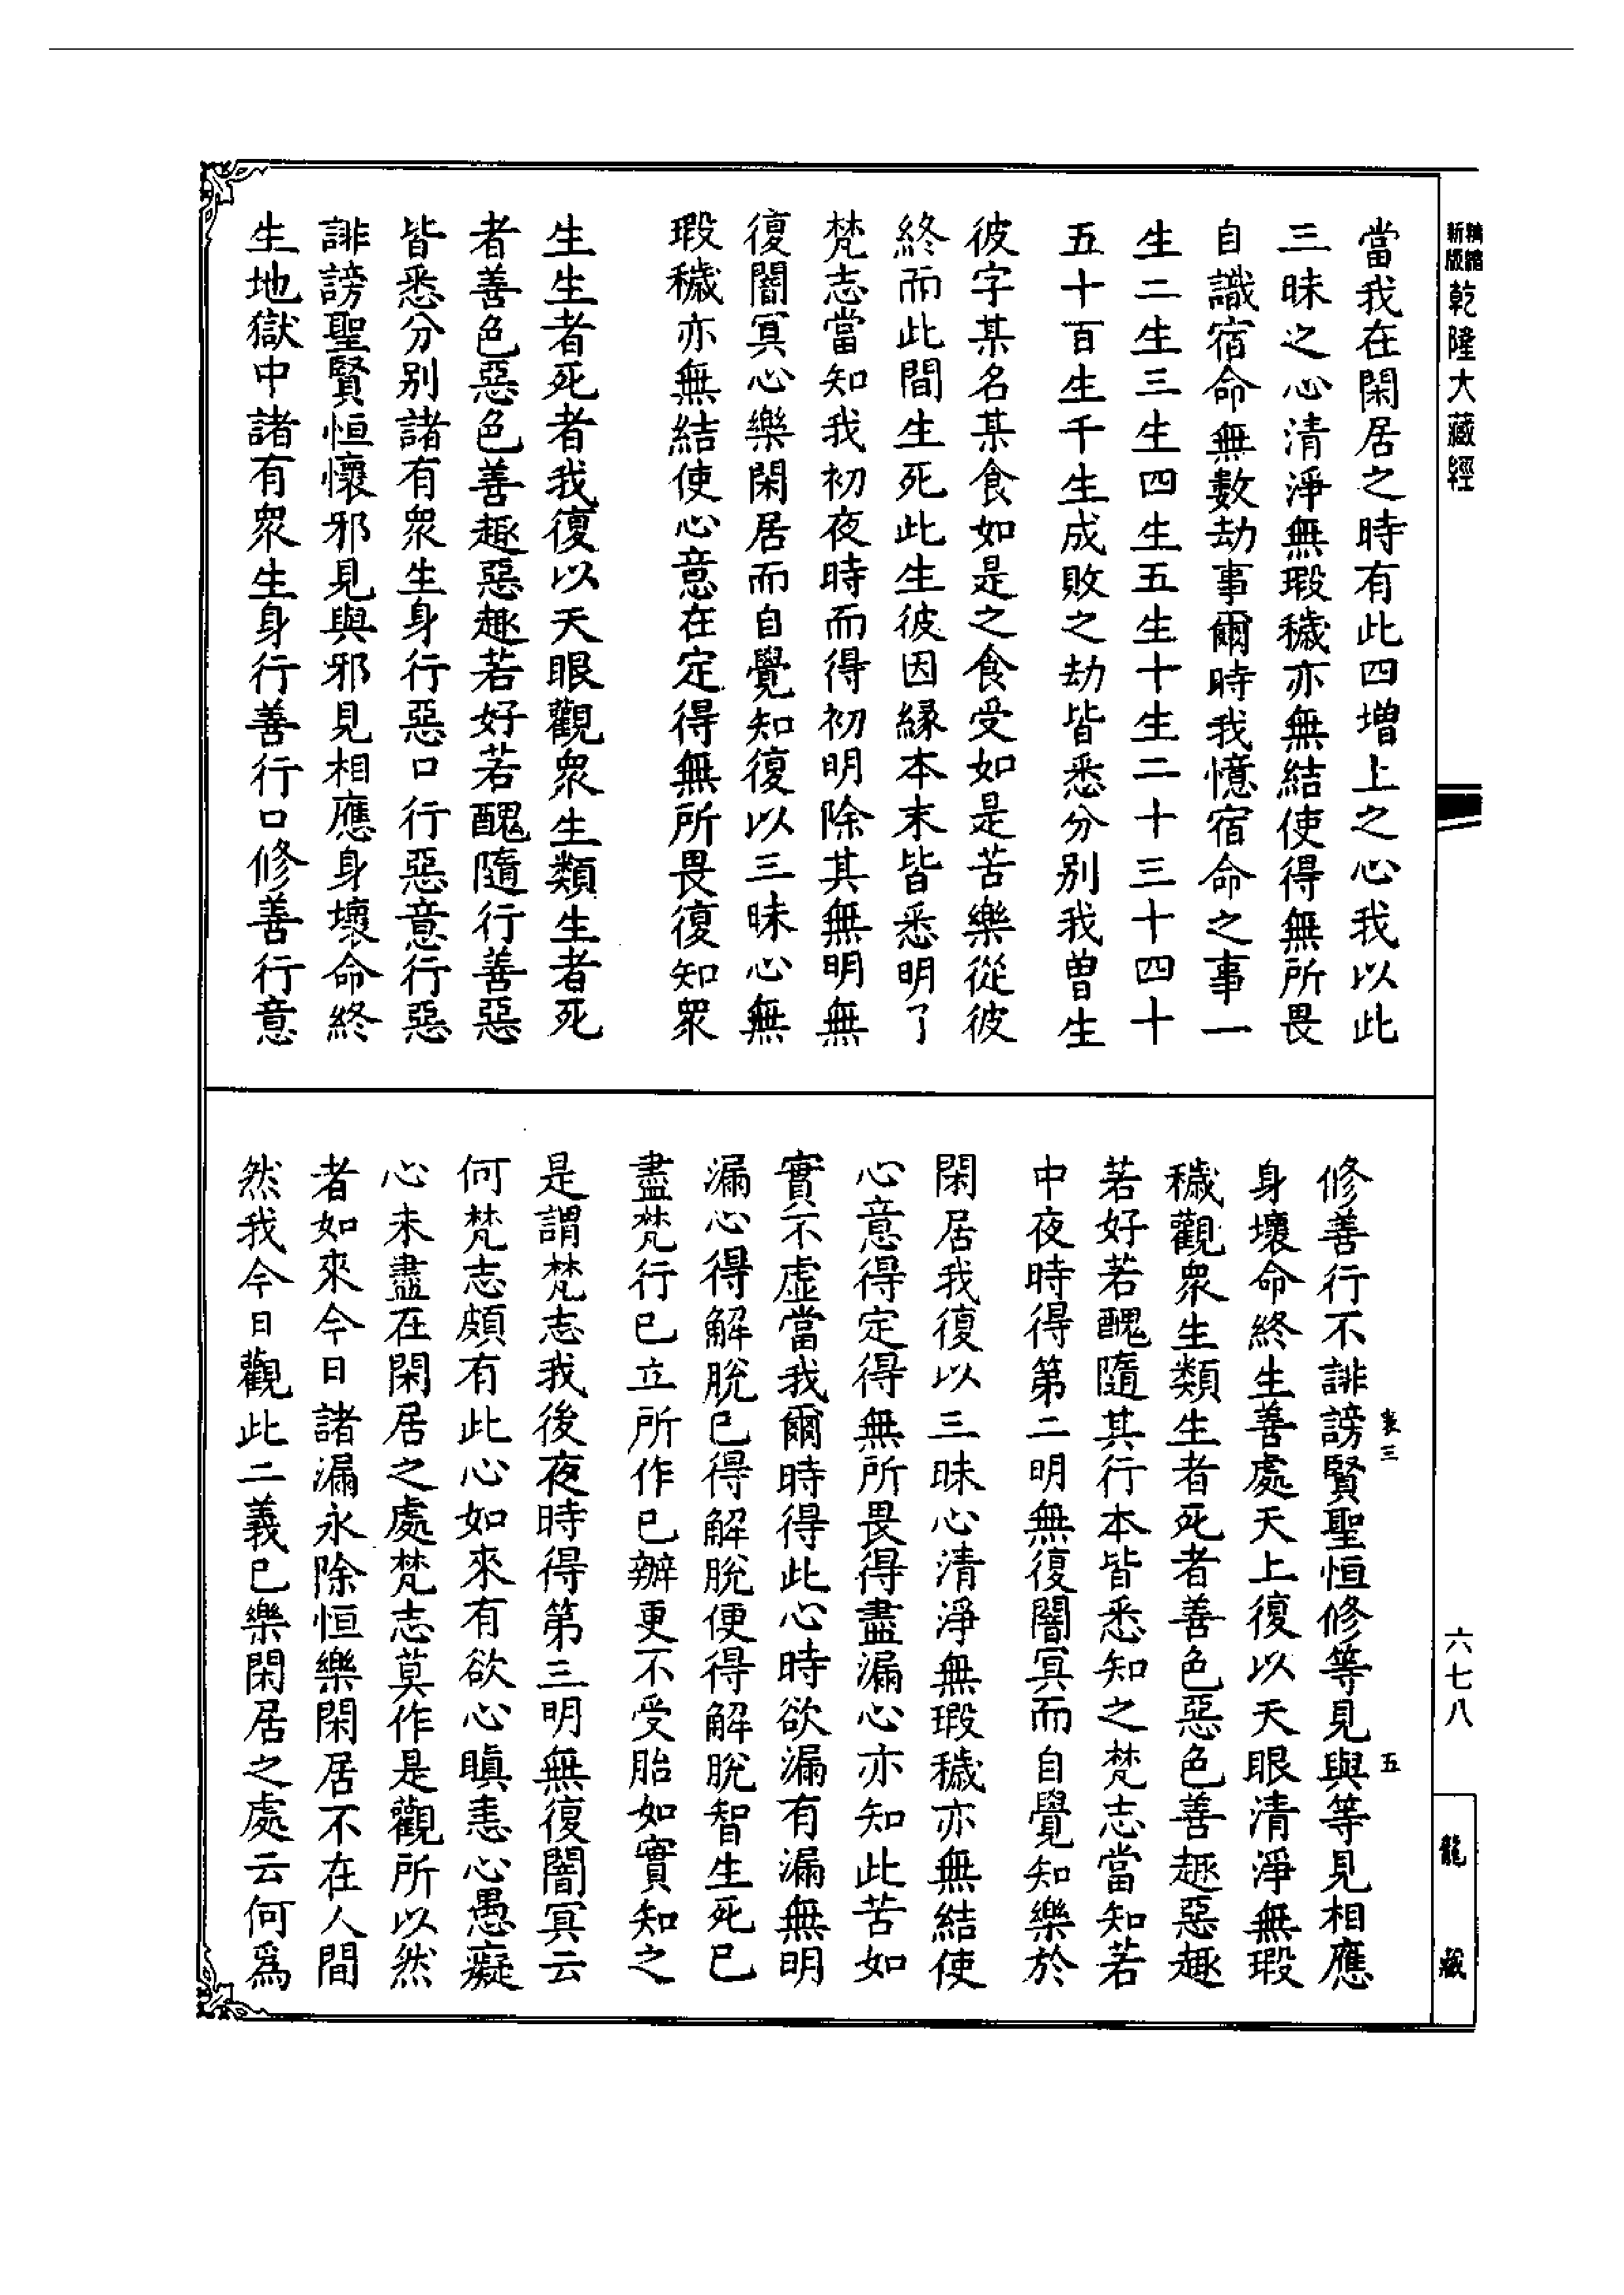 新版精縮乾隆大藏經
當我在閑居之時有此四增上之心我以此
三昧之心清淨無瑕穢亦無結使得無所畏
自識宿命無數劫事爾時我憶宿命之事一
生二生三生四生五生十生二十三十四十
五十百生千生成敗之劫皆悉分別我曾生
彼字某名某食如是之食受如是苦樂從彼
終而此間生死此生彼因緣本末皆悉明了
梵志當知我初夜時而得初明除其無明無
復闇冥心樂閑居而自覺知復以三昧心無
瑕穢亦無結使心意在定得無所畏復知眾
生生者死者我復以天眼觀眾生類生者死
者善色惡色善趣惡趣若好若醜隨行善惡
皆悉分別諸有眾生身行惡口行惡意行惡
誹謗聖賢恒懷邪見與邪見相應身壞命終
生地獄中諸有眾生身行善行口修善行意
修善行不誹謗賢聖恒修等見與等見相應
身壞命終生善處天上復以天眼清淨無瑕
穢觀眾生類生者死者善色惡色善趣惡趣
若好若醜隨其行本皆悉知之梵志當知若
中夜時得第二明無復闇冥而自覺知樂於
閑居我復以三昧心清淨無瑕穢亦無結使
心意得定得無所畏得盡漏心亦知此苦如
實不虛當我爾時得此心時欲漏有漏無明
漏心得解脫已得解脫便得解脫智生死已
盡梵行已立所作已辦更不受胎如實知之
是謂梵志我後夜時得第三明無復闇冥云
何梵志頗有此心如來有欲心瞋恚心愚癡
心未盡在閑居之處梵志莫作是觀所以然
者如來今日諸漏永除恒樂閑居不在人間
然我今日觀此二義已樂閑居之處云何為
六七八
龍藏